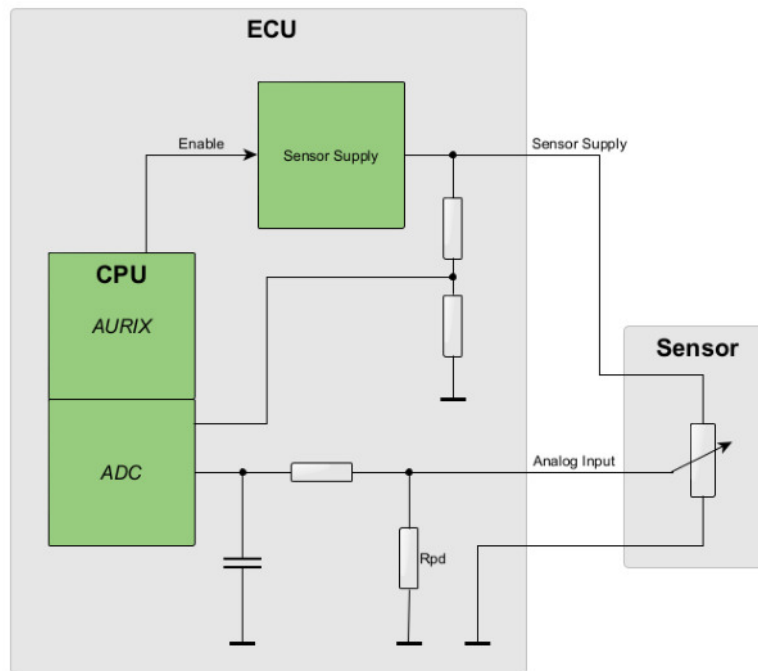 ECU
Enable
Sensor Supply
Sensor Supply
CPU
AURIX
Sensor
ADC
Analog Input
Rpd